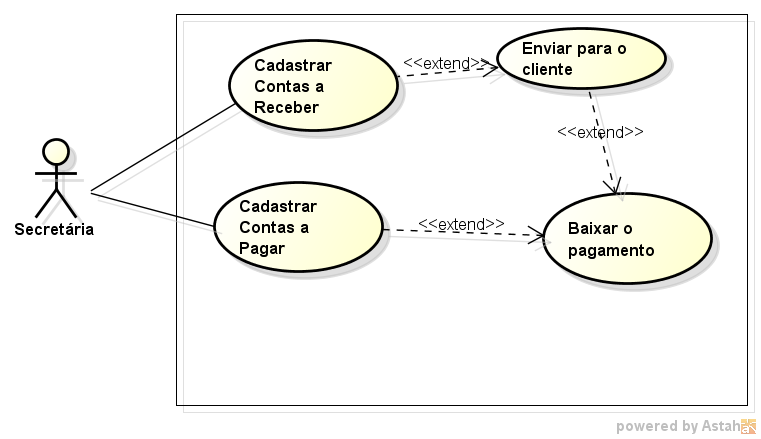 Cadastrar
Contas a
Receber
<<extend>>
Enviar para o
cliente
<<extend>>
Secretária
Cadastrar
Contas a
Pagar
<<extend>>
Baixar o
pagamento
powered by Astah